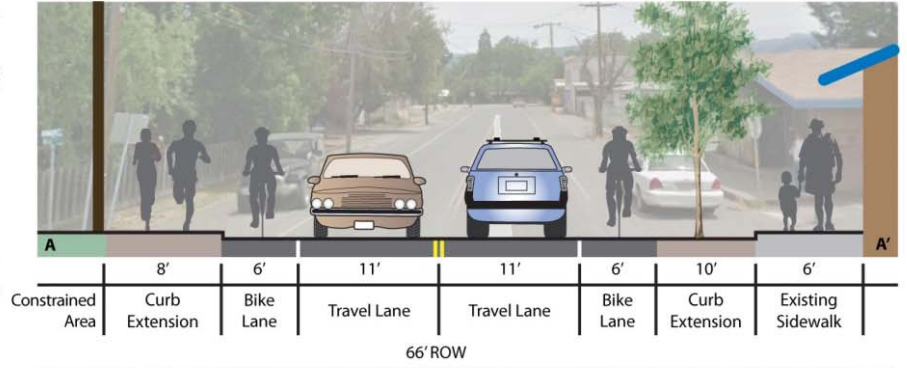 A A'
8' 6' 11' 11' 6' 10' 6'
Constrained
Area
Curb
Extension
Bike
Lane
Travel Lane
Travel Lane
Bike
Lane
Curb
Extension
Existing
Sidewalk
66' ROW